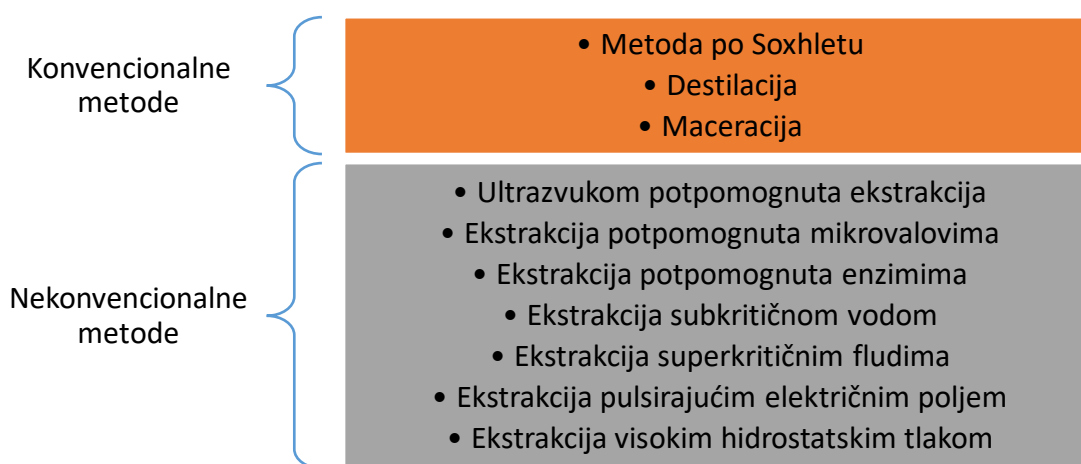 Konvencionalne
metode
• Metoda po Soxhletu
• Destilacija
• Maceracija
Nekonvencionalne
metode
• Ultrazvukom potpomognuta ekstrakcija
• Ekstrakcija potpomognuta mikrovalovima
• Ekstrakcija potpomognuta enzimima
• Ekstrakcija subkritičnom vodom
• Ekstrakcija superkritičnim fludima
• Ekstrakcija pulsirajućim električnim poljem
• Ekstrakcija visokim hidrostatskim tlakom